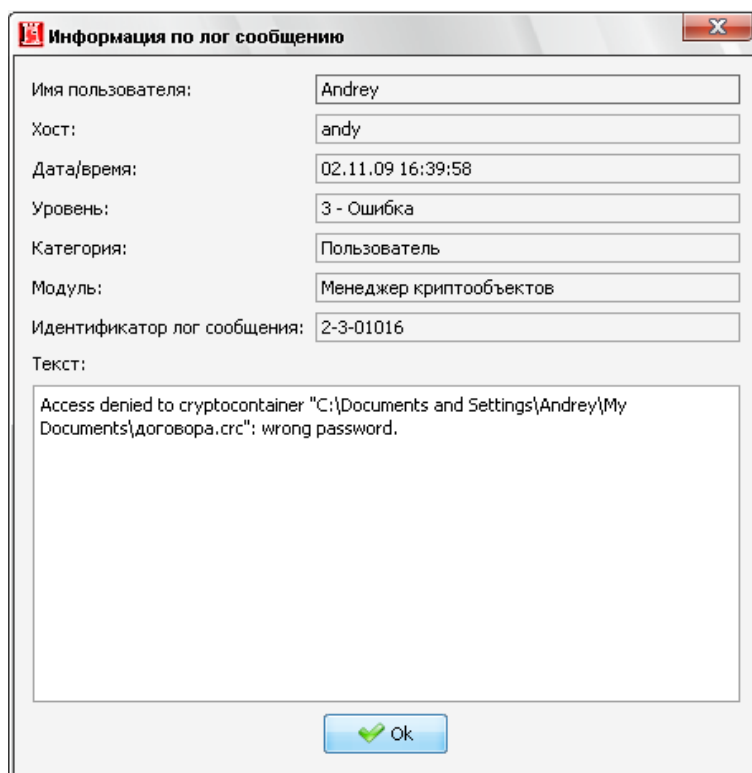 Информация по лог сообщению
Имя пользователя: Andrey
Хост: andy
Дата/время: 02.11.09 16:39:58
Уровень: 3 - Ошибка
Категория: Пользователь
Модуль: Менеджер криптообъектов
Идентификатор лог сообщения: 2-3-01016
Текст:
Access denied to cryptocontainer "C:\Documents and Settings\Andrey\My
Documents\договора.crc": wrong password.
Ok